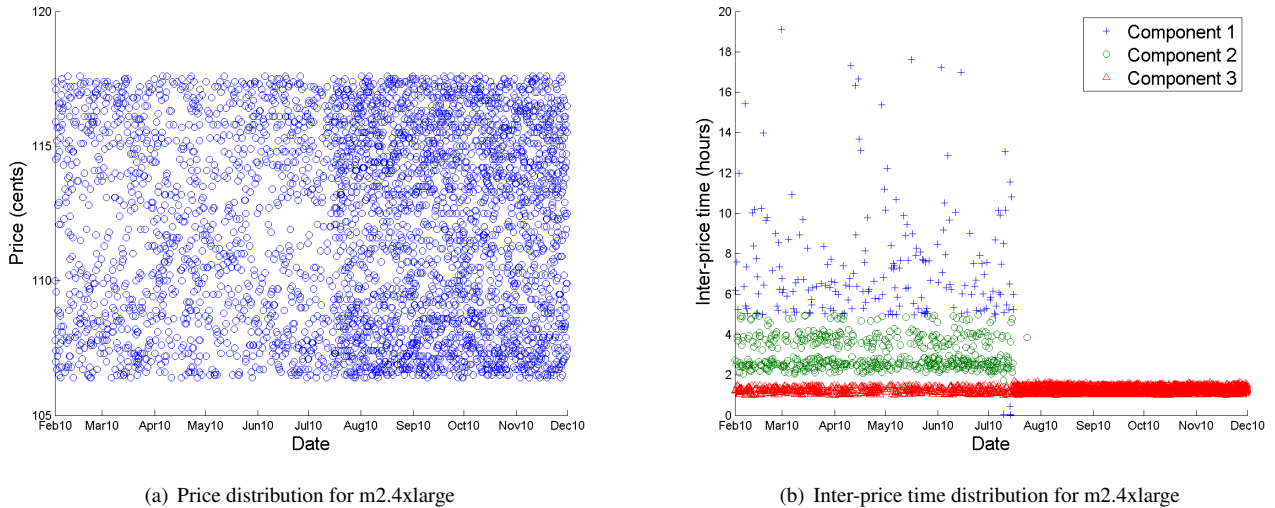 120
115
110
105
Price (cents)
Feb10 Mar10 Apr10 May10 Jun10 Jul10 Aug10 Sep10 Oct10 Nov10 Dec10
Date
(a) Price distribution for m2.4xlarge
20
18
16
14
12
10
8
6
4
2
0
Inter-price time (hours)
Component 1
Component 2
Component 3
Feb10 Mar10 Apr10 May10 Jun10 Jul10 Aug10 Sep10 Oct10 Nov10 Dec10
Date
(b) Inter-price time distribution for m2.4xlarge